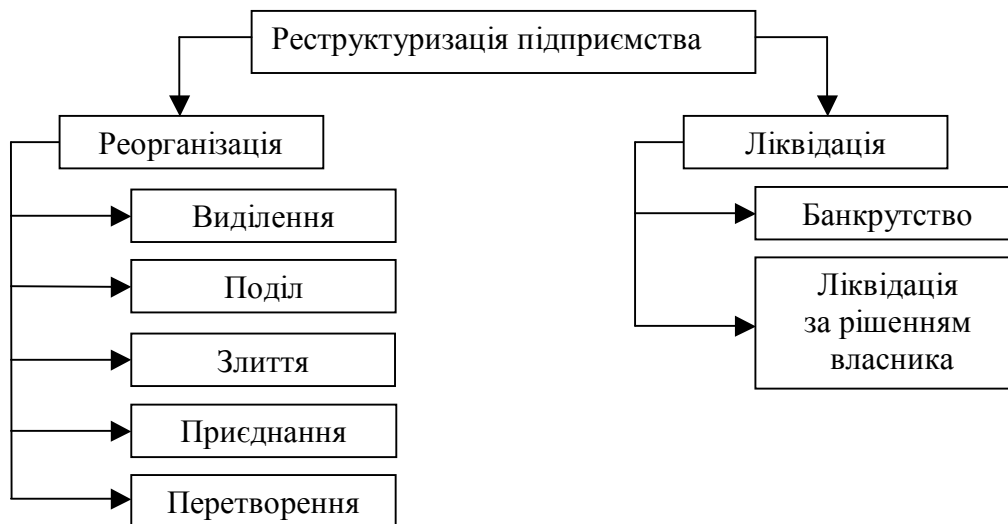 Реструктуризація підприємства
Реорганізація
Ліквідація
Виділення
Поділ
Злиття
Приєднання
Перетворення
Банкрутство
Ліквідація
за рішенням
власника